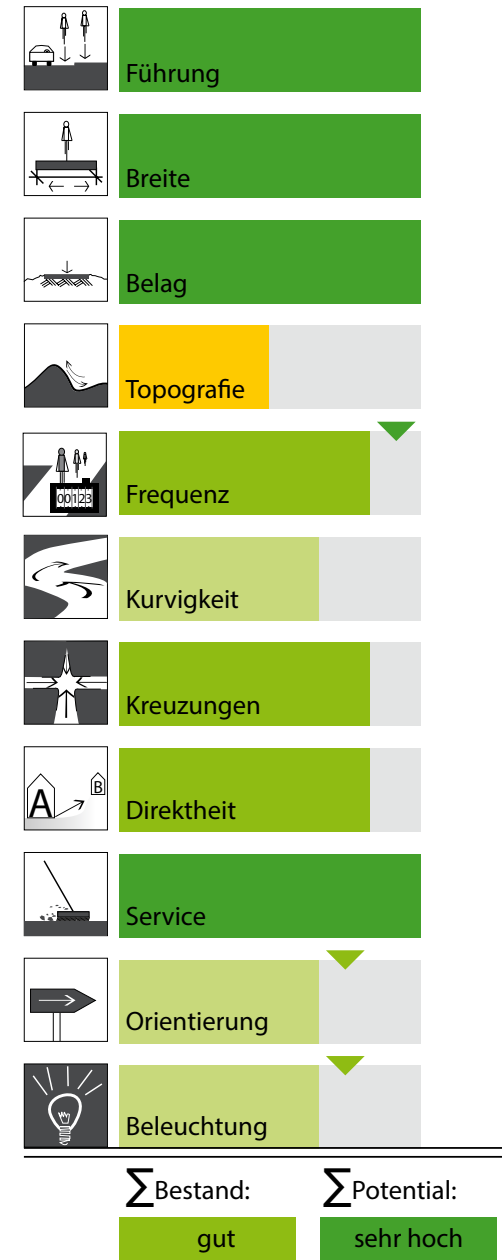 Führung
Breite
Belag
Topografie
00123
Frequenz
Kurvigkeit
Kreuzungen
A B
Direktheit
Service
Orientierung
Beleuchtung
∑Bestand: ∑Potential:
gut sehr hoch